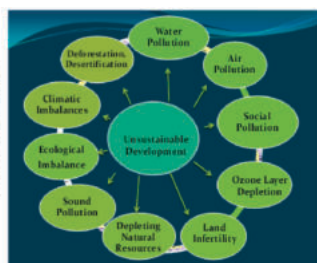 Water
Pollution
Air
Pollution
Social
Pollution
Ozone Layer
Depletion
Land
Infertility
Depleting
Natural
Resources
Sound
Pollution
Ecological
Imbalance
Climatic
Imbalances
Deforestation,
Desertification
Unsustainable
Development